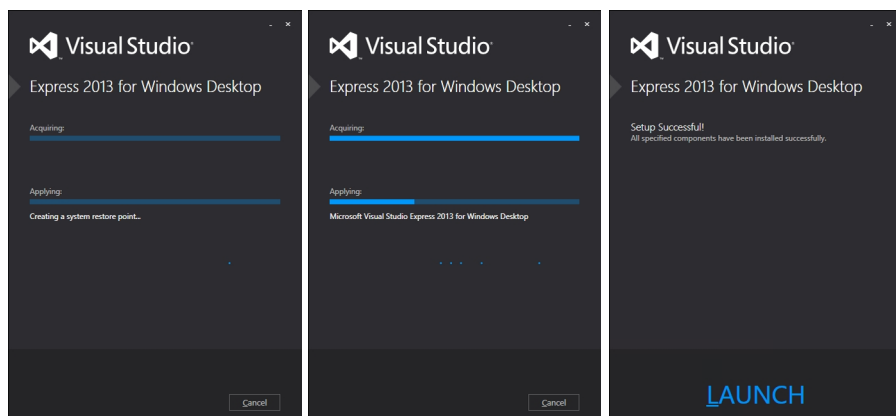 Visual Studio
Express 2013 for Windows Desktop
Acquiring:
Applying:
Creating a system restore point...
Cancel
Visual Studio
Express 2013 for Windows Desktop
Acquiring:
Applying:
Microsoft Visual Studio Express 2013 for Windows Desktop
Cancel
Visual Studio
Express 2013 for Windows Desktop
Setup Successful!
All specified components have been installed successfully.
LAUNCH